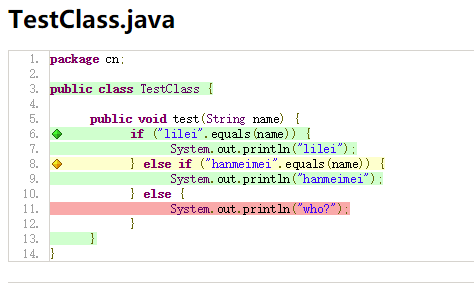 TestClass.java
1. package cn;
2.
3. public class TestClass {
4.
5. public void test(String name) {
6. if ("lilei".equals(name)) {
7. System.out.println("lilei");
8. } else if ("hanmeimei".equals(name)) {
9. System.out.println("hanmeimei");
10. } else {
11. System.out.println("who?");
12. }
13. }
14. }